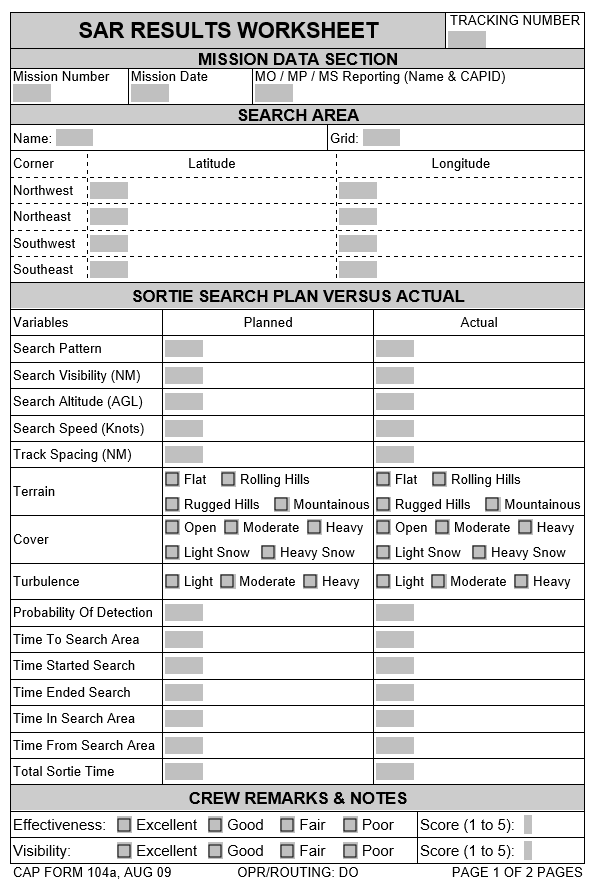 SAR RESULTS WORKSHEET
TRACKING NUMBER
MISSION DATA SECTION
Mission Number Mission Date MO / MP / MS Reporting (Name & CAPID)
SEARCH AREA
Name: Grid:
Corner Latitude Longitude
Northwest
Northeast
Southwest
Southeast
SORTIE SEARCH PLAN VERSUS ACTUAL
Variables Planned Actual
Search Pattern
Search Visibility (NM)
Search Altitude (AGL)
Search Speed (Knots)
Track Spacing (NM)
Terrain
Flat Rolling Hills
Rugged Hills Mountainous
Flat Rolling Hills
Rugged Hills Mountainous
Cover
Open Moderate Heavy
Light Snow Heavy Snow
Open Moderate Heavy
Light Snow Heavy Snow
Turbulence Light Moderate Heavy Light Moderate Heavy
Probability Of Detection
Time To Search Area
Time Started Search
Time Ended Search
Time In Search Area
Time From Search Area
Total Sortie Time
CREW REMARKS & NOTES
Effectiveness: Excellent Good Fair Poor Score (1 to 5):
Visibility: Excellent Good Fair Poor Score (1 to 5):
CAP FORM 104a, AUG 09 OPR/ROUTING: DO PAGE 1 OF 2 PAGES